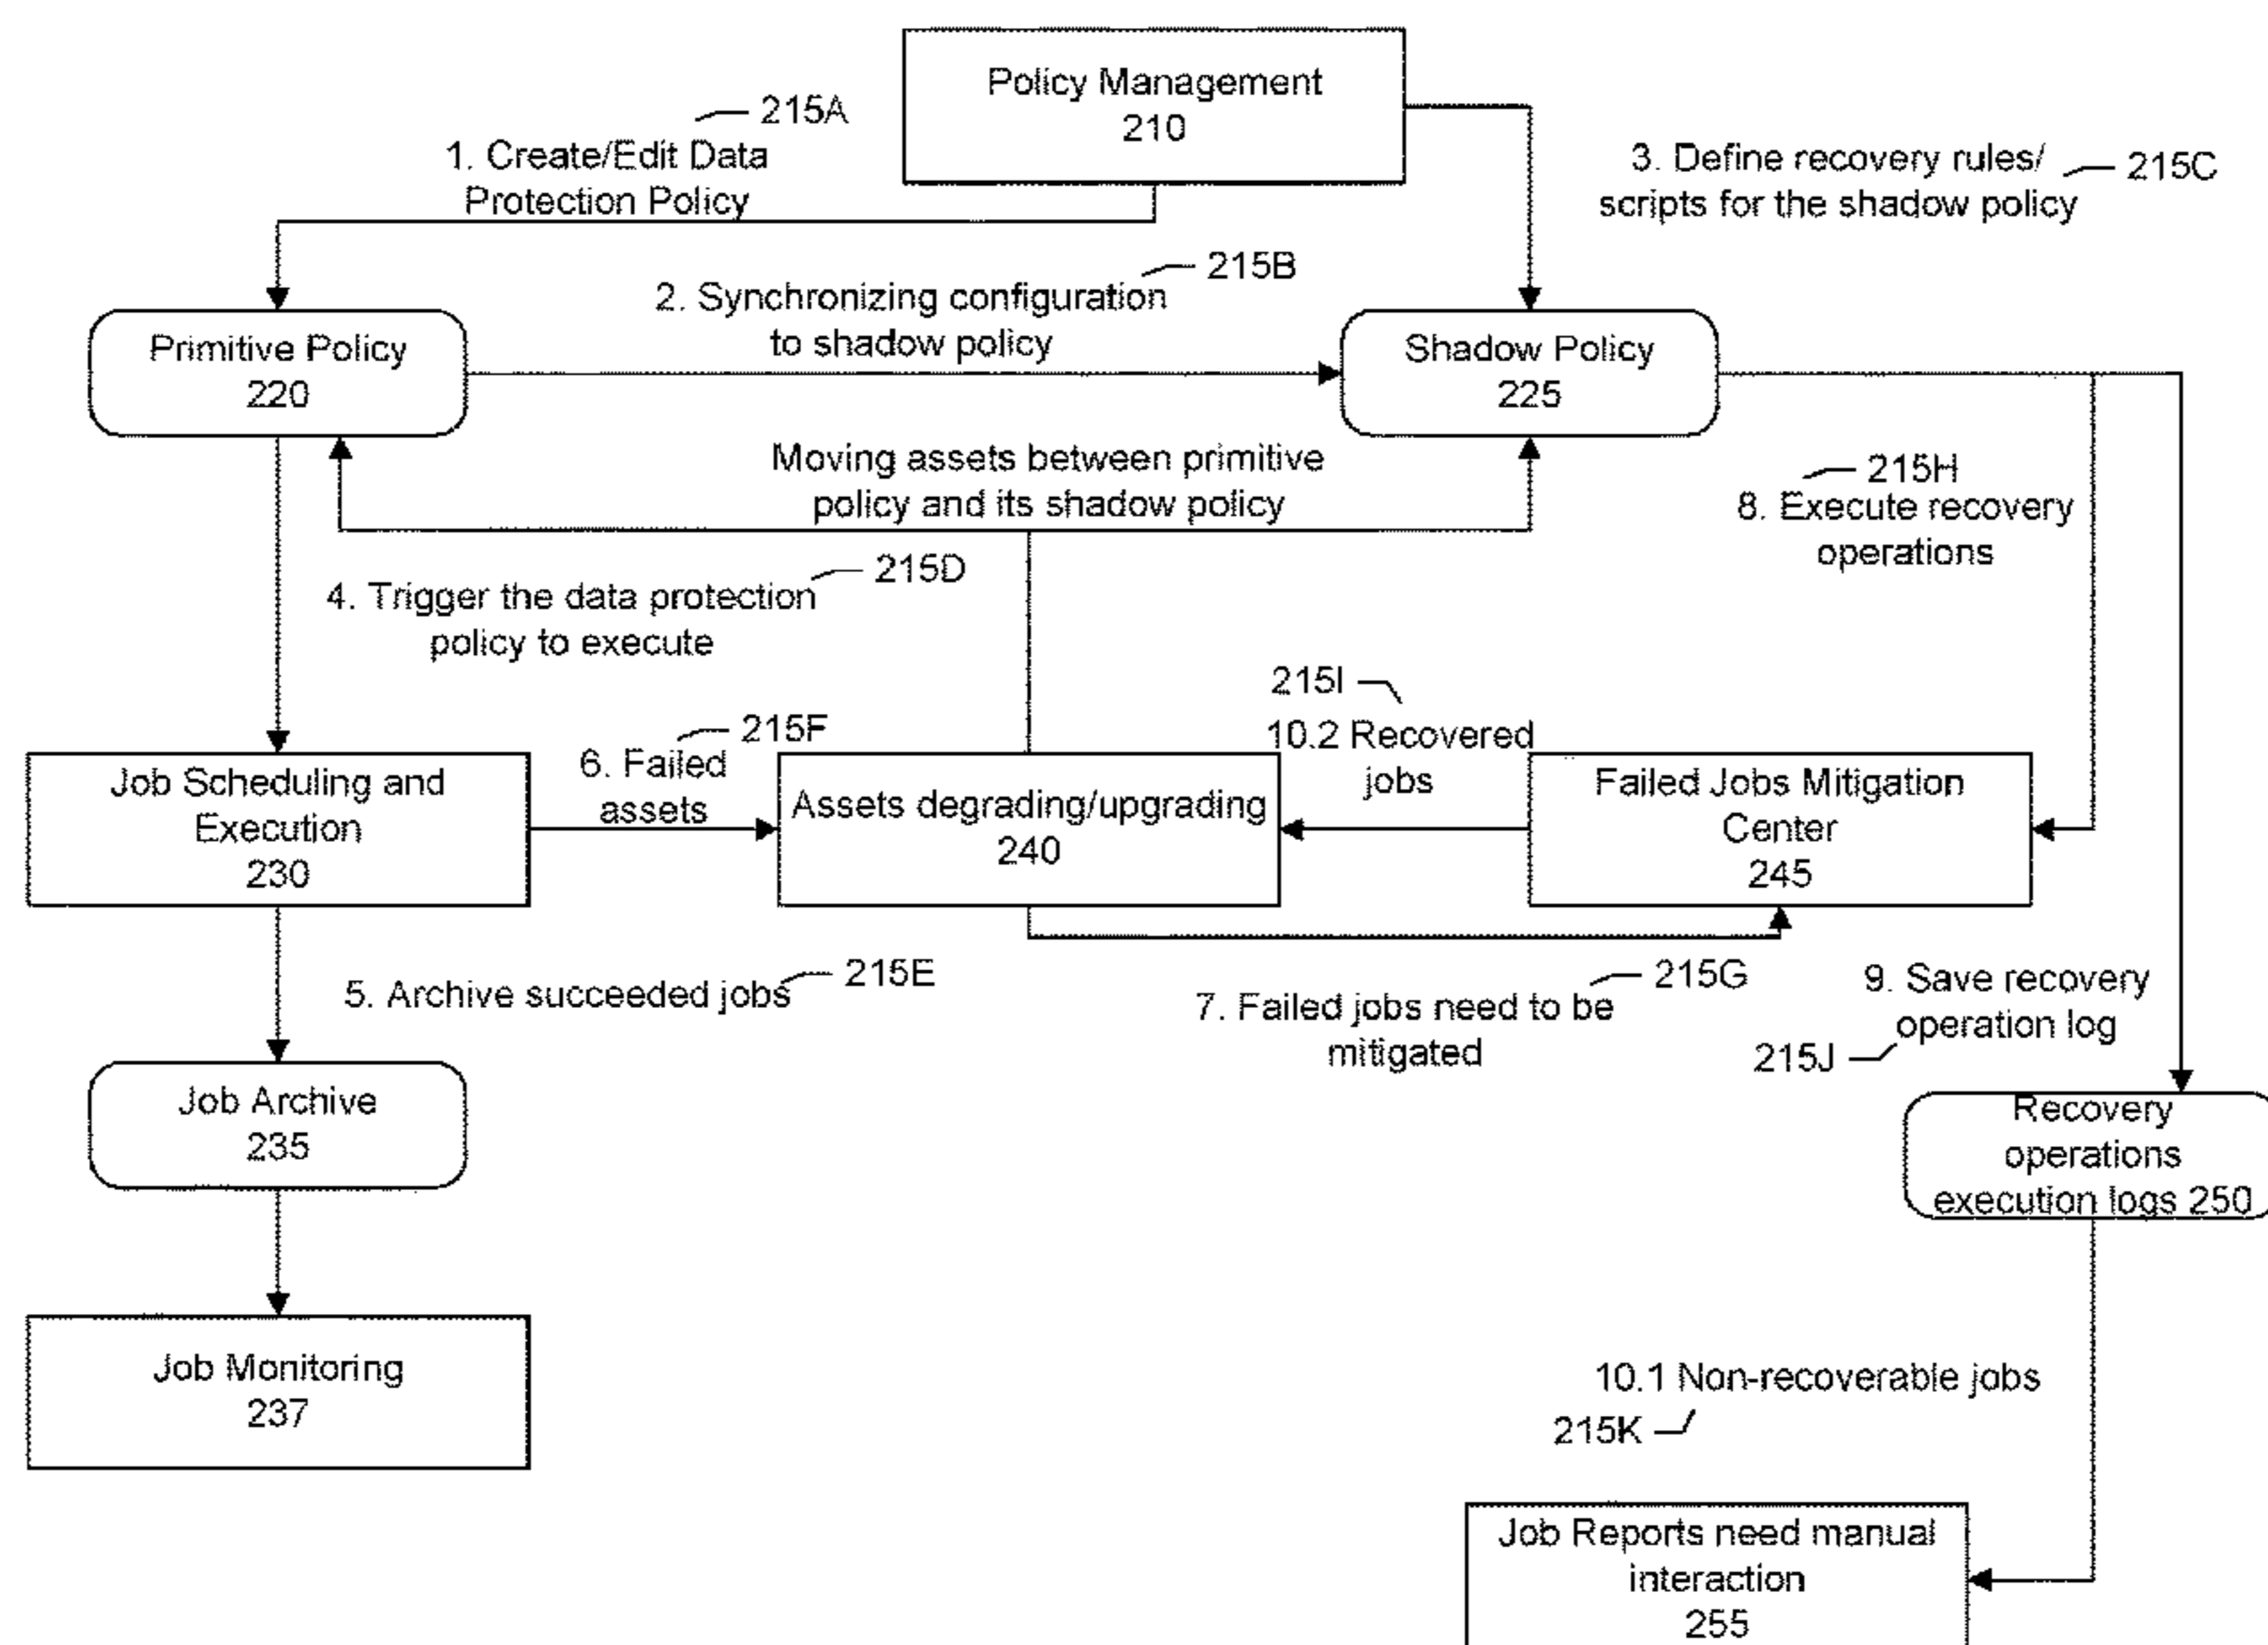 Policy Management
210
215A
1. Create/Edit Data
Protection Policy
3. Define recovery rules/
scripts for the shadow policy
215C
215B
2. Synchronizing configuration
to shadow policy
Primitive Policy
220
Shadow Policy
225
Moving assets between primitive
policy and its shadow policy
215H
8. Execute recovery
operations
215D
4. Trigger the data protection
policy to execute
215I
10.2 Recovered
jobs
215F
6. Failed
assets
Job Scheduling and
Execution
230
Assets degrading/upgrading
240
Failed Jobs Mitigation
Center
245
215E
5. Archive succeeded jobs
215G
7. Failed jobs need to be
mitigated
9. Save recovery
operation log
215J
Job Archive
235
Recovery
operations
execution logs 250
Job Monitoring
237
10.1 Non-recoverable jobs
215K
Job Reports need manual
interaction
255